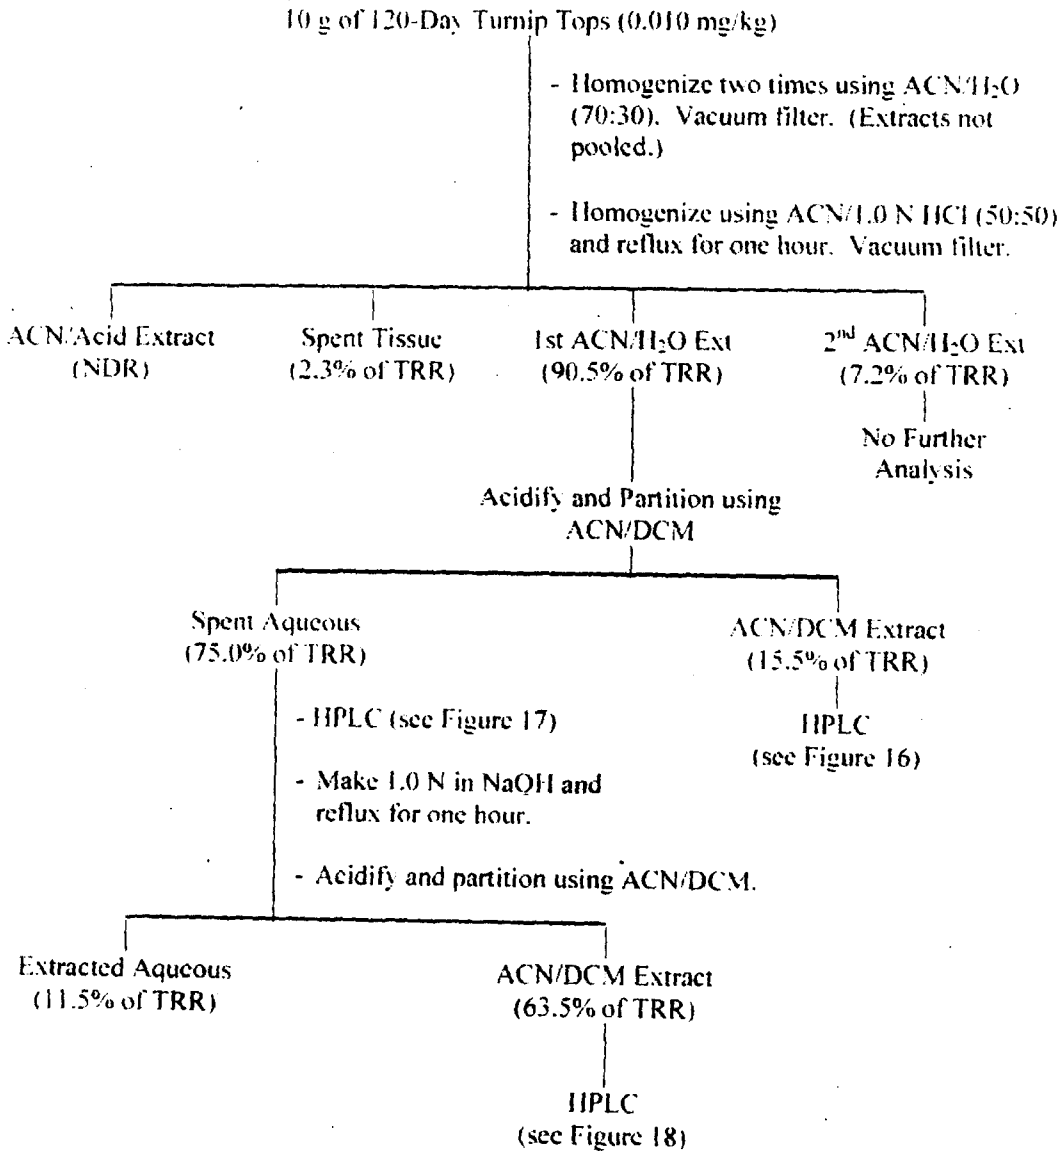 10 g of 120-Day Turnip Tops (0.010 mg/kg)
- Homogenize two times using ACN/H₂O
(70:30). Vacuum filter. (Extracts not
pooled.)
- Homogenize using ACN/1.0 N HCl (50:50)
and reflux for one hour. Vacuum filter.
ACN/Acid Extract
(NDR)
Spent Tissue
(2.3% of TRR)
1st ACN/H₂O Ext
(90.5% of TRR)
2nd ACN/H₂O Ext
(7.2% of TRR)
No Further
Analysis
Acidify and Partition using
ACN/DCM
Spent Aqueous
(75.0% of TRR)
ACN/DCM Extract
(15.5% of TRR)
HPLC
(see Figure 16)
- HPLC (see Figure 17)
- Make 1.0 N in NaOH and
reflux for one hour.
- Acidify and partition using ACN/DCM.
Extracted Aqueous
(11.5% of TRR)
ACN/DCM Extract
(63.5% of TRR)
HPLC
(see Figure 18)